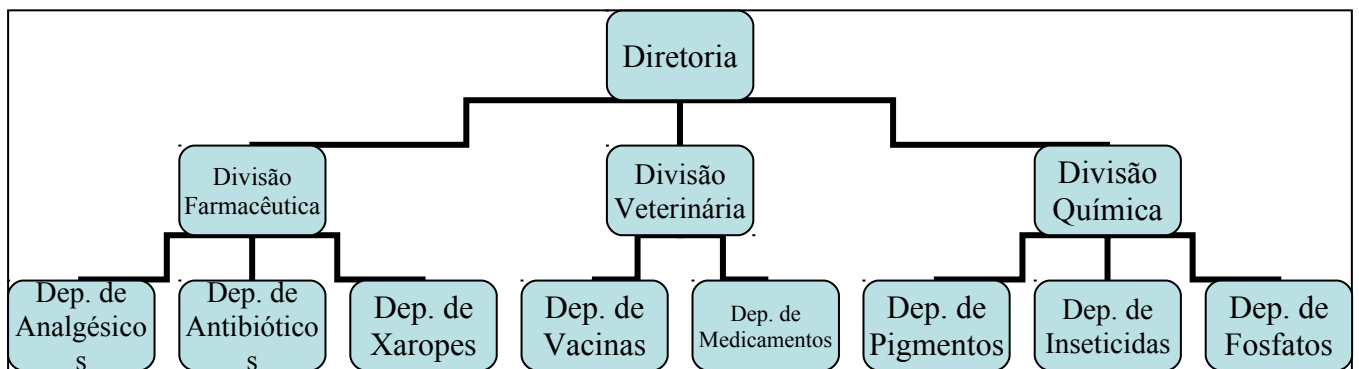 Diretoria
Divisão
Farmacêutica
Divisão
Veterinária
Divisão
Química
Dep. de
Analgésico
s
Dep. de
Antibiótico
s
Dep. de
Xaropes
Dep. de
Vacinas
Dep. de
Medicamentos
Dep. de
Pigmentos
Dep. de
Inseticidas
Dep. de
Fosfatos